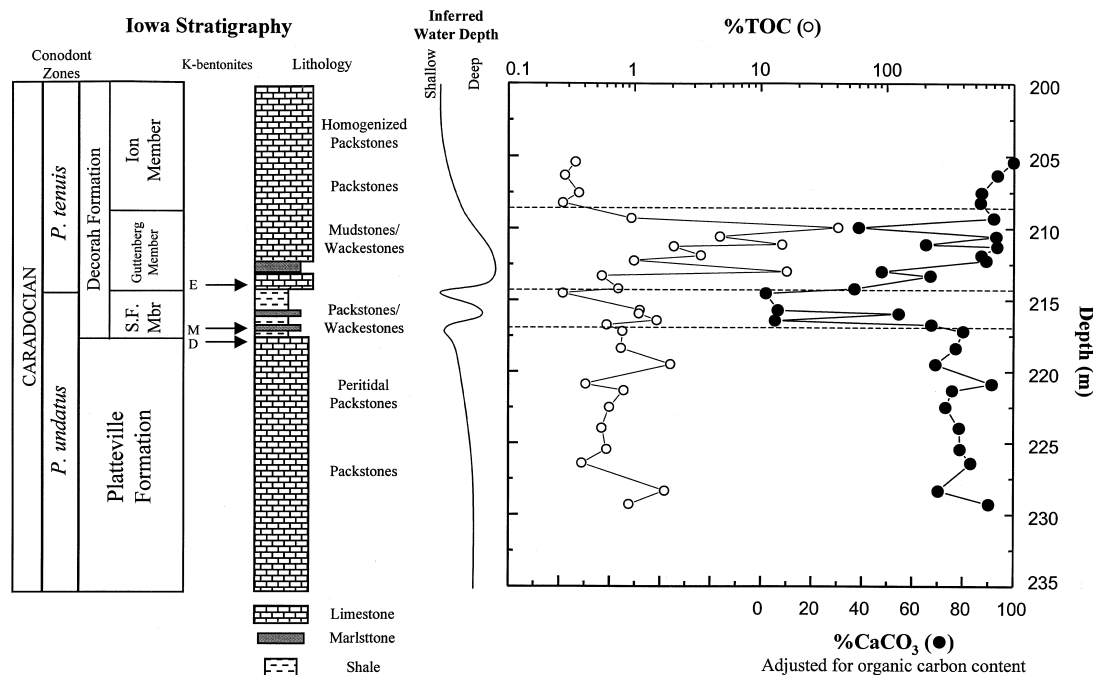 Iowa Stratigraphy
Inferred
Water Depth
%TOC (○)
Conodont
Zones
K-bentonites
Lithology
Shallow
Deep
0.1 1 10 100
CARADOCIAN
P. tenuis
P. undatus
Decorah Formation
Ion
Member
Guttenberg
Member
S.F.
Mbr
Platteville
Formation
E
M
D
Homogenized
Packstones
Packstones
Mudstones/
Wackestones
Packstones/
Wackestones
Peritidal
Packstones
Packstones
Limestone
Marlsttone
Shale
200
205
210
215
220
225
230
235
Depth (m)
0 20 40 60 80 100
%CaCO₃ (●)
Adjusted for organic carbon content